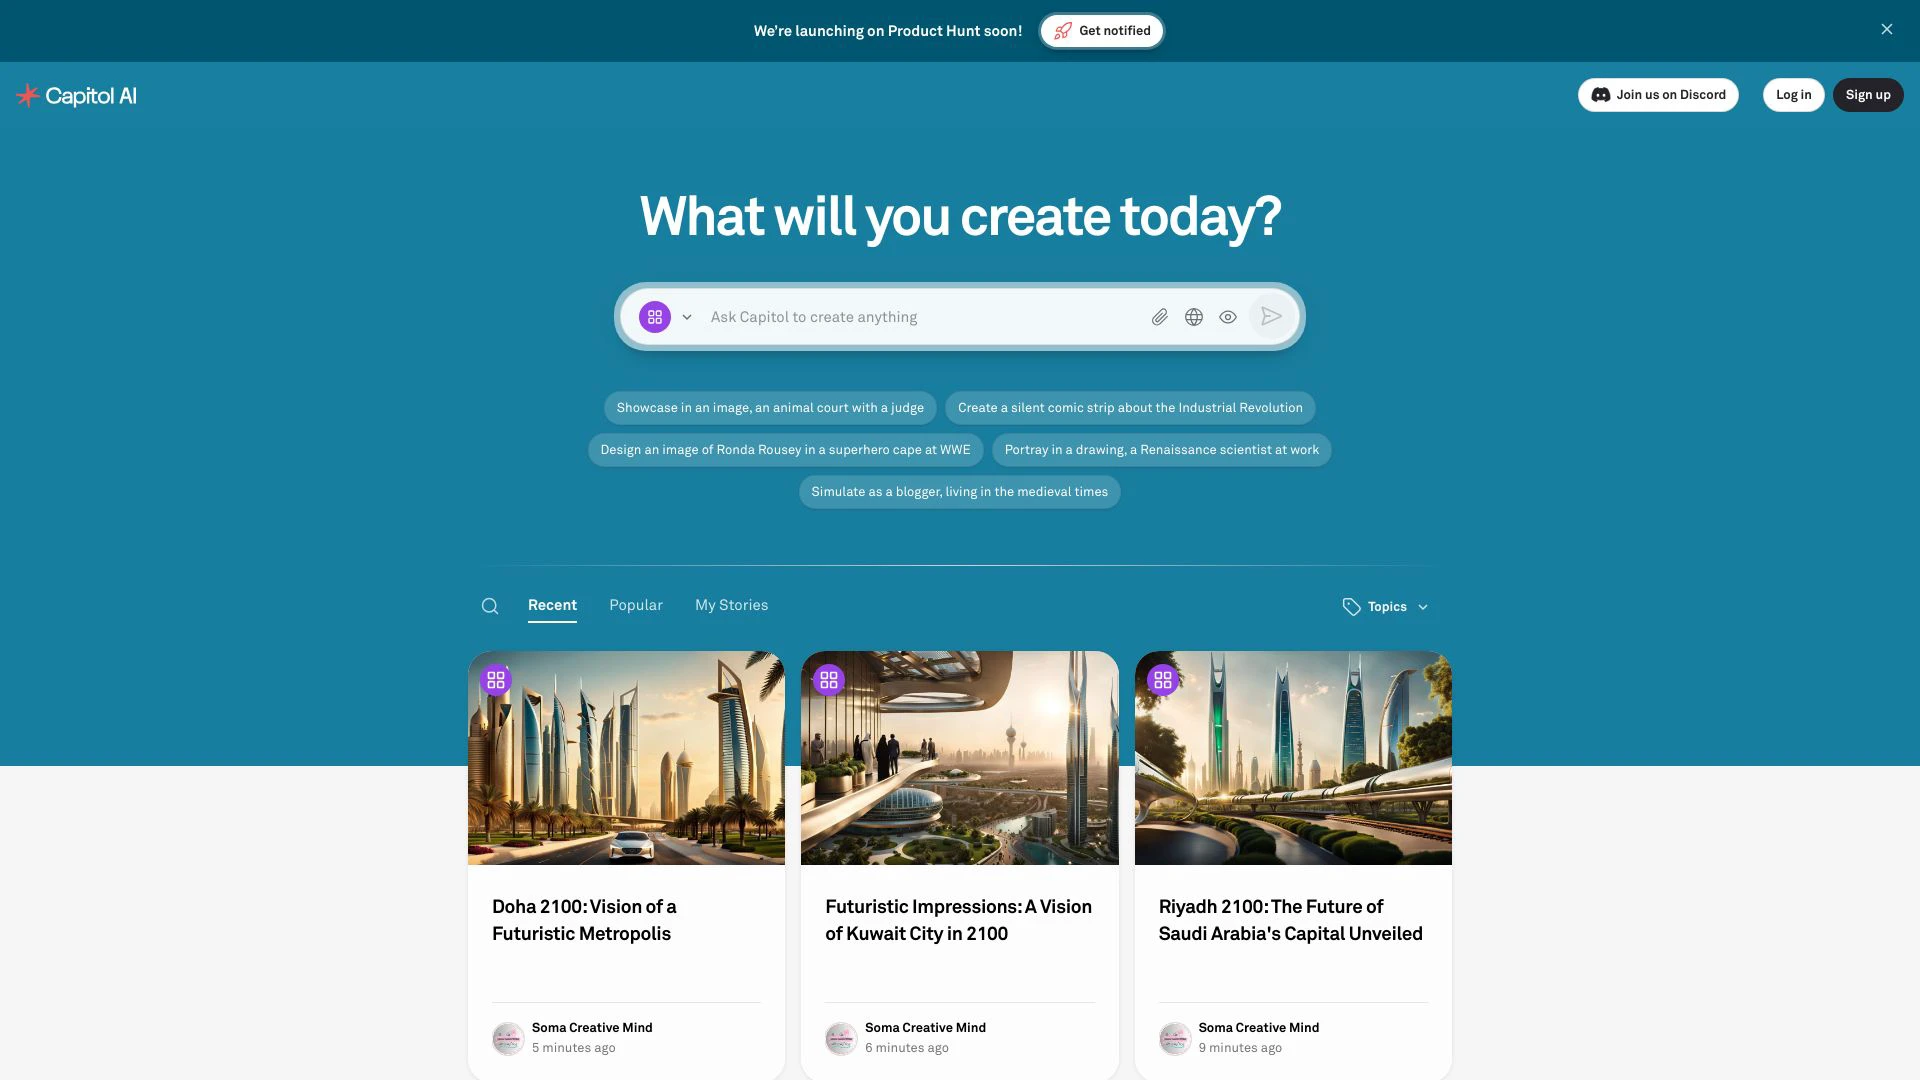 We're launching on Product Hunt soon!
Get notified
Capitol AI
Join us on Discord
Log in
Sign up
What will you create today?
Ask Capitol to create anything
Showcase in an image, an animal court with a judge
Create a silent comic strip about the Industrial Revolution
Design an image of Ronda Rousey in a superhero cape at WWE
Portray in a drawing, a Renaissance scientist at work
Simulate as a blogger, living in the medieval times
Recent
Popular
My Stories
Topics
Doha 2100: Vision of a
Futuristic Metropolis
Soma Creative Mind
5 minutes ago
Futuristic Impressions: A Vision
of Kuwait City in 2100
Soma Creative Mind
6 minutes ago
Riyadh 2100: The Future of
Saudi Arabia's Capital Unveiled
Soma Creative Mind
9 minutes ago